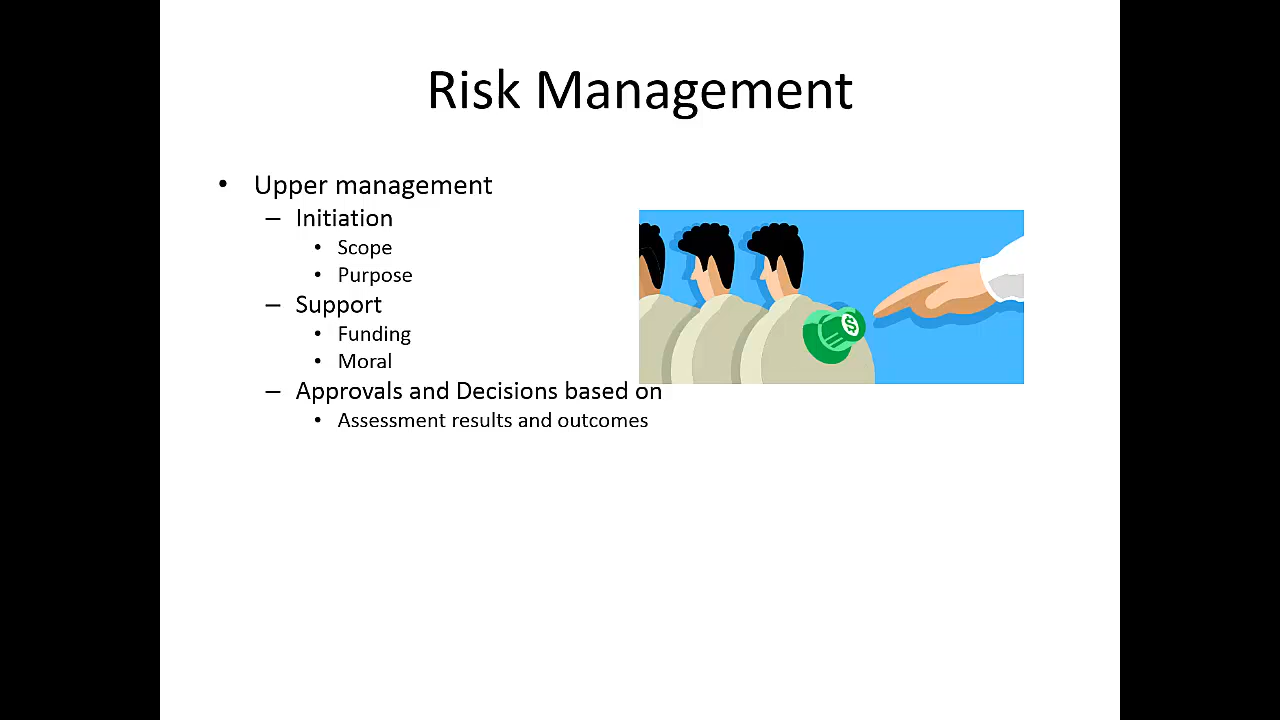 Risk Management
• Upper management
– Initiation
• Scope
• Purpose
– Support
• Funding
• Moral
– Approvals and Decisions based on
• Assessment results and outcomes
$